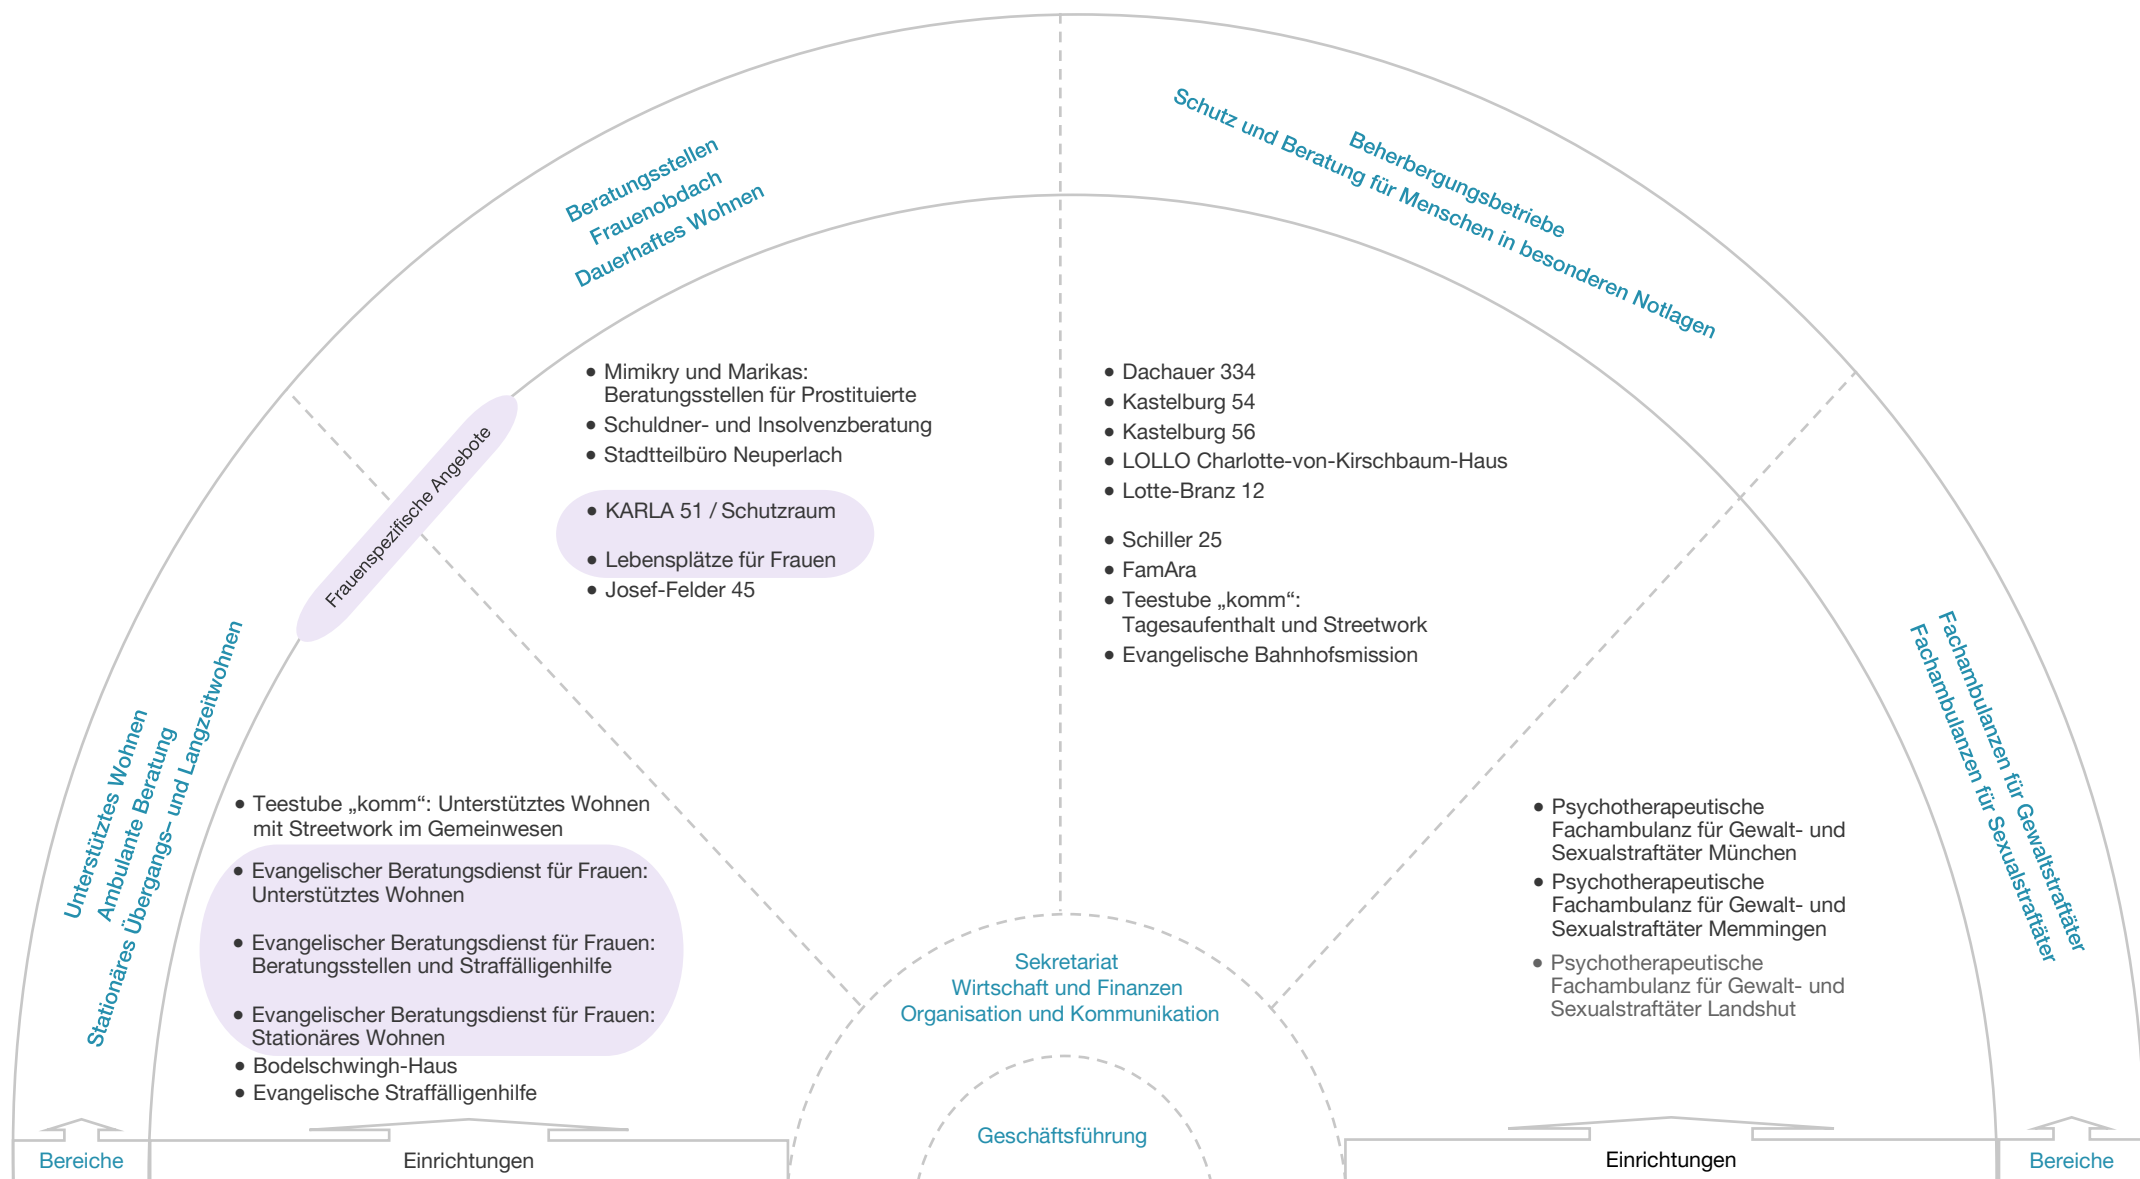 Beratungsstellen
Frauenobdach
Dauerhaftes Wohnen
Beherbergungsbetriebe
Schutz und Beratung für Menschen in besonderen Notlagen
Frauenspezifische Angebote
• Mimikry und Marikas:
Beratungsstellen für Prostituierte
• Schuldner- und Insolvenzberatung
• Stadtteilbüro Neuperlach
• KARLA 51 / Schutzraum
• Lebensplätze für Frauen
• Josef-Felder 45
• Dachauer 334
• Kastelburg 54
• Kastelburg 56
• LOLLO Charlotte-von-Kirschbaum-Haus
• Lotte-Branz 12
• Schiller 25
• FamAra
• Teestube „komm“:
Tagesaufenthalt und Streetwork
• Evangelische Bahnhofsmission
Unterstütztes Wohnen
Ambulante Beratung
Stationäres Übergangs- und Langzeitwohnen
• Teestube „komm“: Unterstütztes Wohnen
mit Streetwork im Gemeinwesen
• Evangelischer Beratungsdienst für Frauen:
Unterstütztes Wohnen
• Evangelischer Beratungsdienst für Frauen:
Beratungsstellen und Straffälligenhilfe
• Evangelischer Beratungsdienst für Frauen:
Stationäres Wohnen
• Bodelschwingh-Haus
• Evangelische Straffälligenhilfe
Fachambulanzen für Gewaltstraftäter
Fachambulanzen für Sexualstraftäter
• Psychotherapeutische
Fachambulanz für Gewalt- und
Sexualstraftäter München
• Psychotherapeutische
Fachambulanz für Gewalt- und
Sexualstraftäter Memmingen
• Psychotherapeutische
Fachambulanz für Gewalt- und
Sexualstraftäter Landshut
Sekretariat
Wirtschaft und Finanzen
Organisation und Kommunikation
Geschäftsführung
Bereiche
Einrichtungen
Einrichtungen
Bereiche